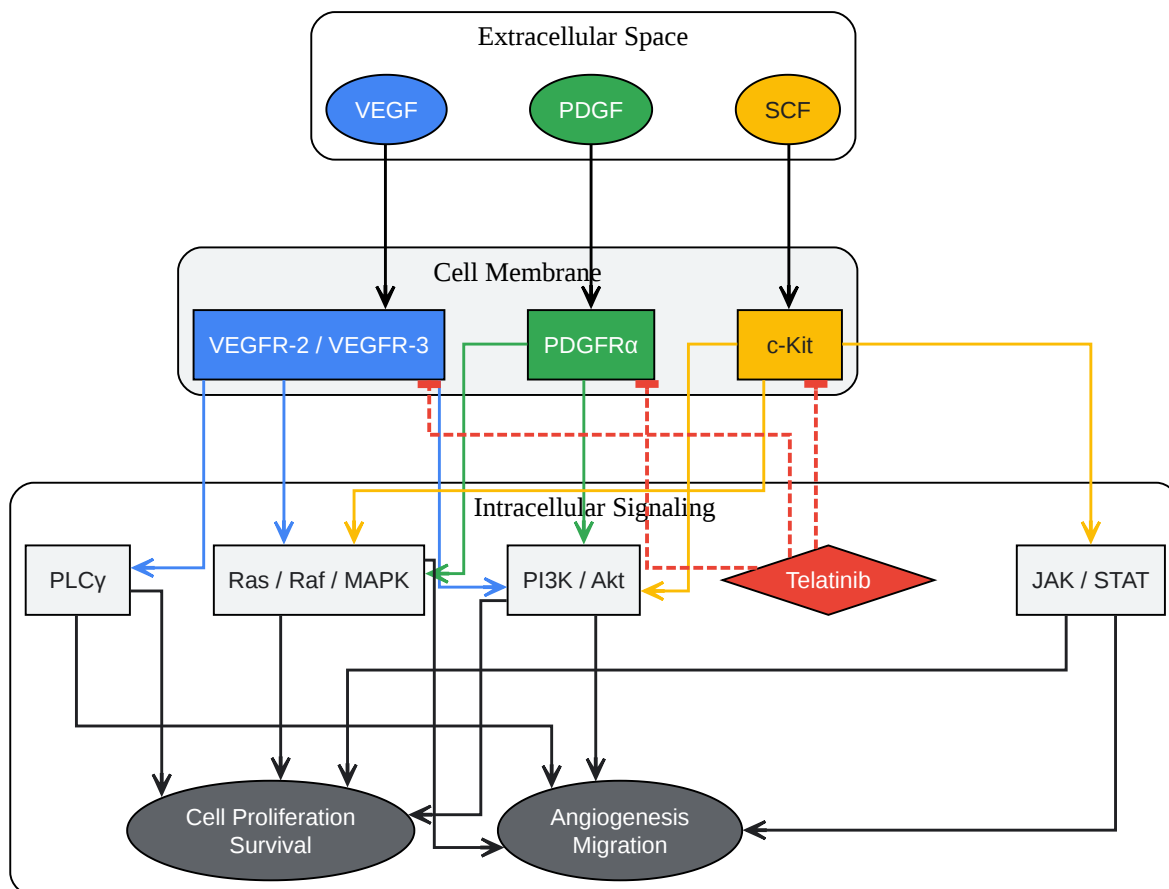 Extracellular Space
VEGF
PDGF
SCF
Cell Membrane
VEGFR-2 / VEGFR-3
PDGFRα
c-Kit
Intracellular Signaling
PLCγ
Ras / Raf / MAPK
PI3K / Akt
Telatinib
JAK / STAT
Cell Proliferation
Survival
Angiogenesis
Migration